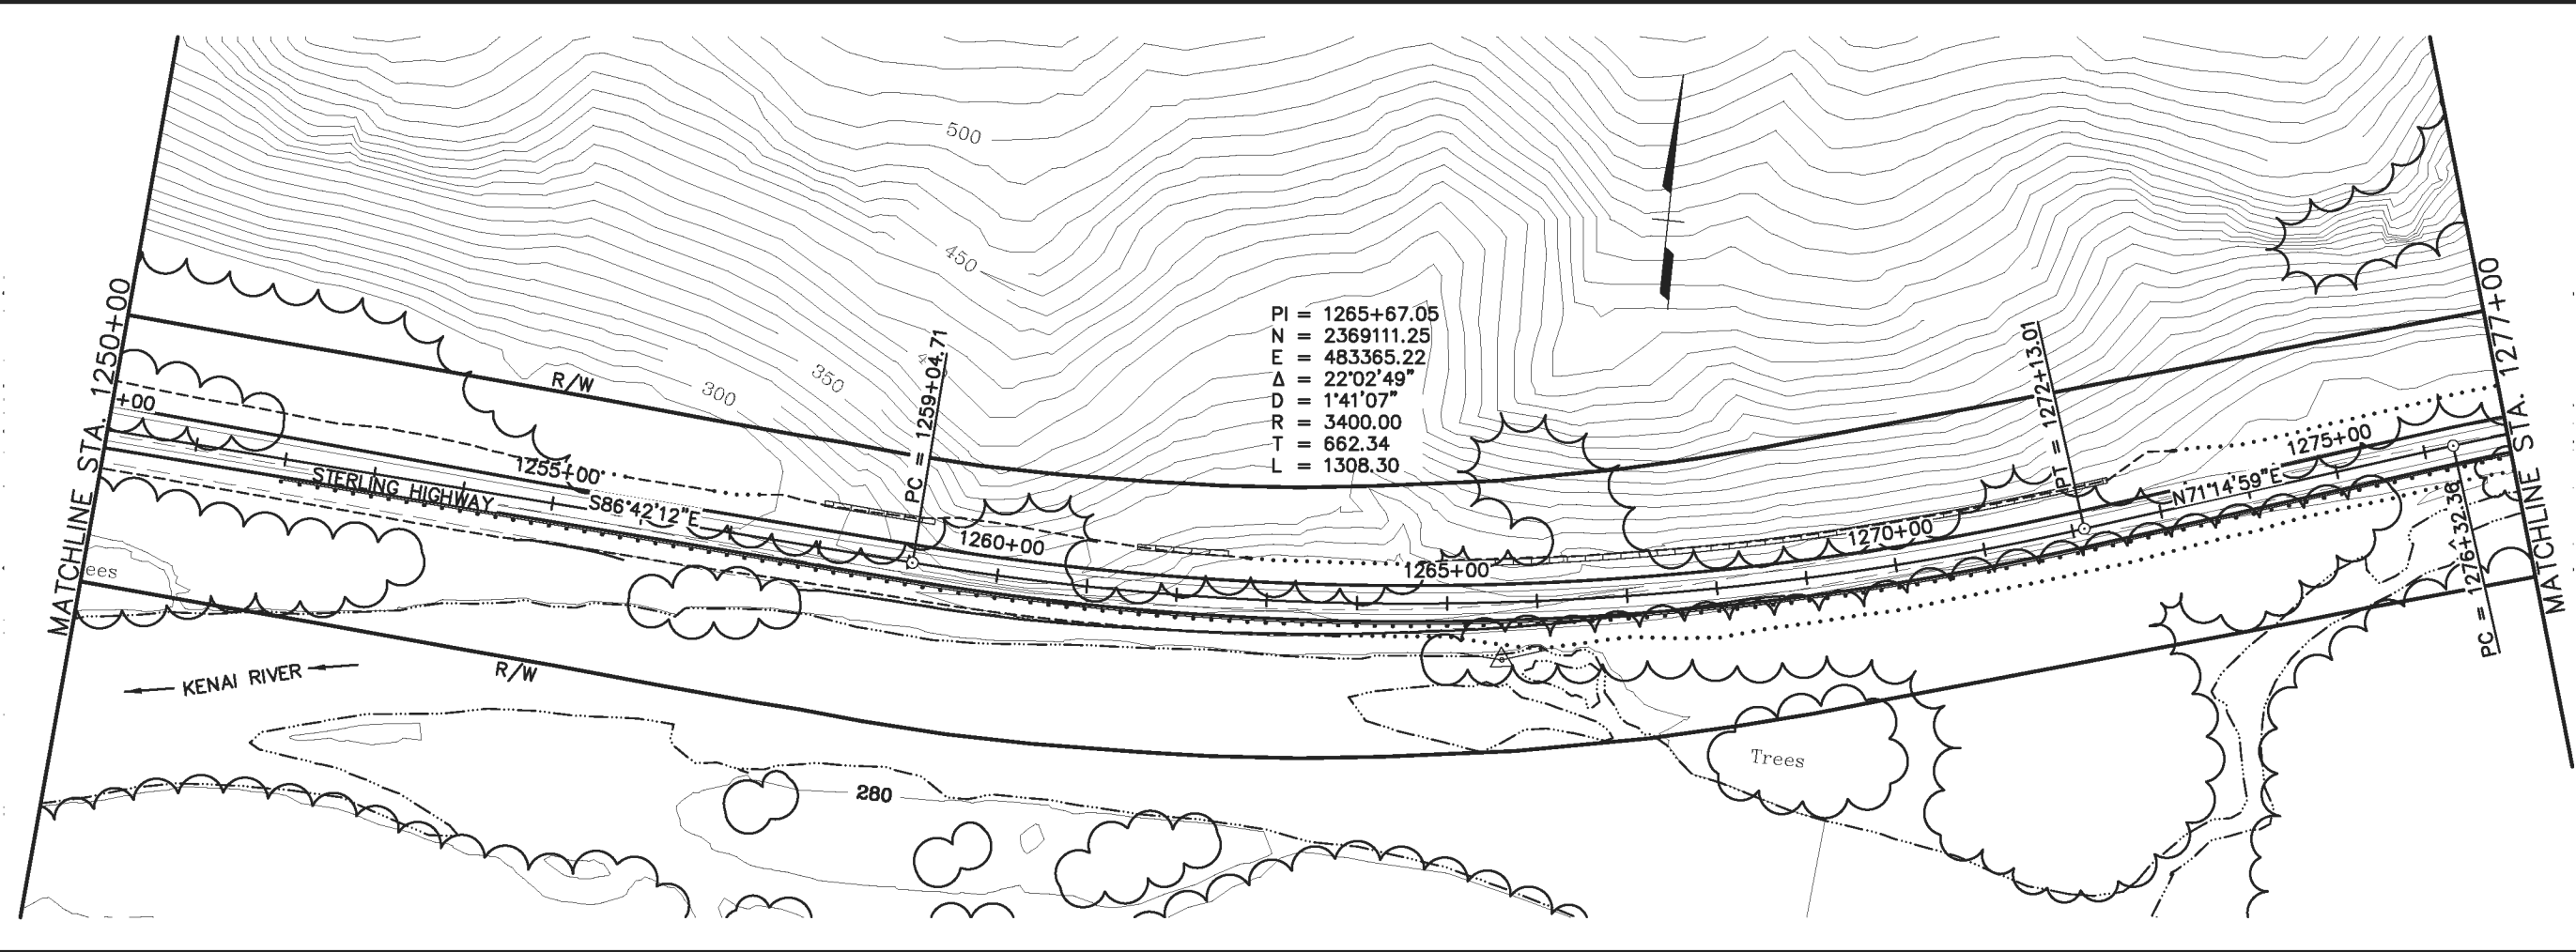 500
450
350
300
MATCHLINE STA. 1250+00
+00
R/W
STERLING HIGHWAY
1255+00
S86°42'12"E
PC = 1259+04.71
1260+00
PI = 1265+67.05
N = 2369111.25
E = 483365.22
Δ = 22°02'49"
D = 1°41'07"
R = 3400.00
T = 662.34
L = 1308.30
1265+00
1270+00
PT = 1272+13.01
N71°14'59"E
1275+00
PC = 1276+32.38
MATCHLINE STA. 1277+00
ees
KENAI RIVER
R/W
280
Trees